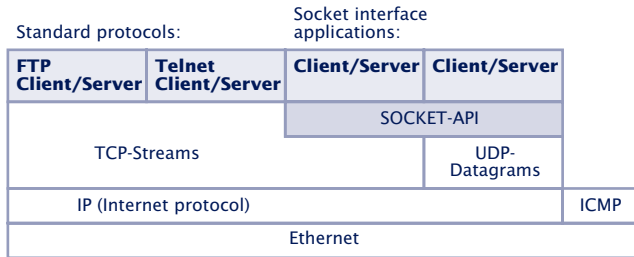 Standard protocols:
Socket interface
applications:
FTP
Client/Server
Telnet
Client/Server
Client/Server
Client/Server
SOCKET-API
TCP-Streams
UDP-
Datagrams
IP (Internet protocol)
ICMP
Ethernet